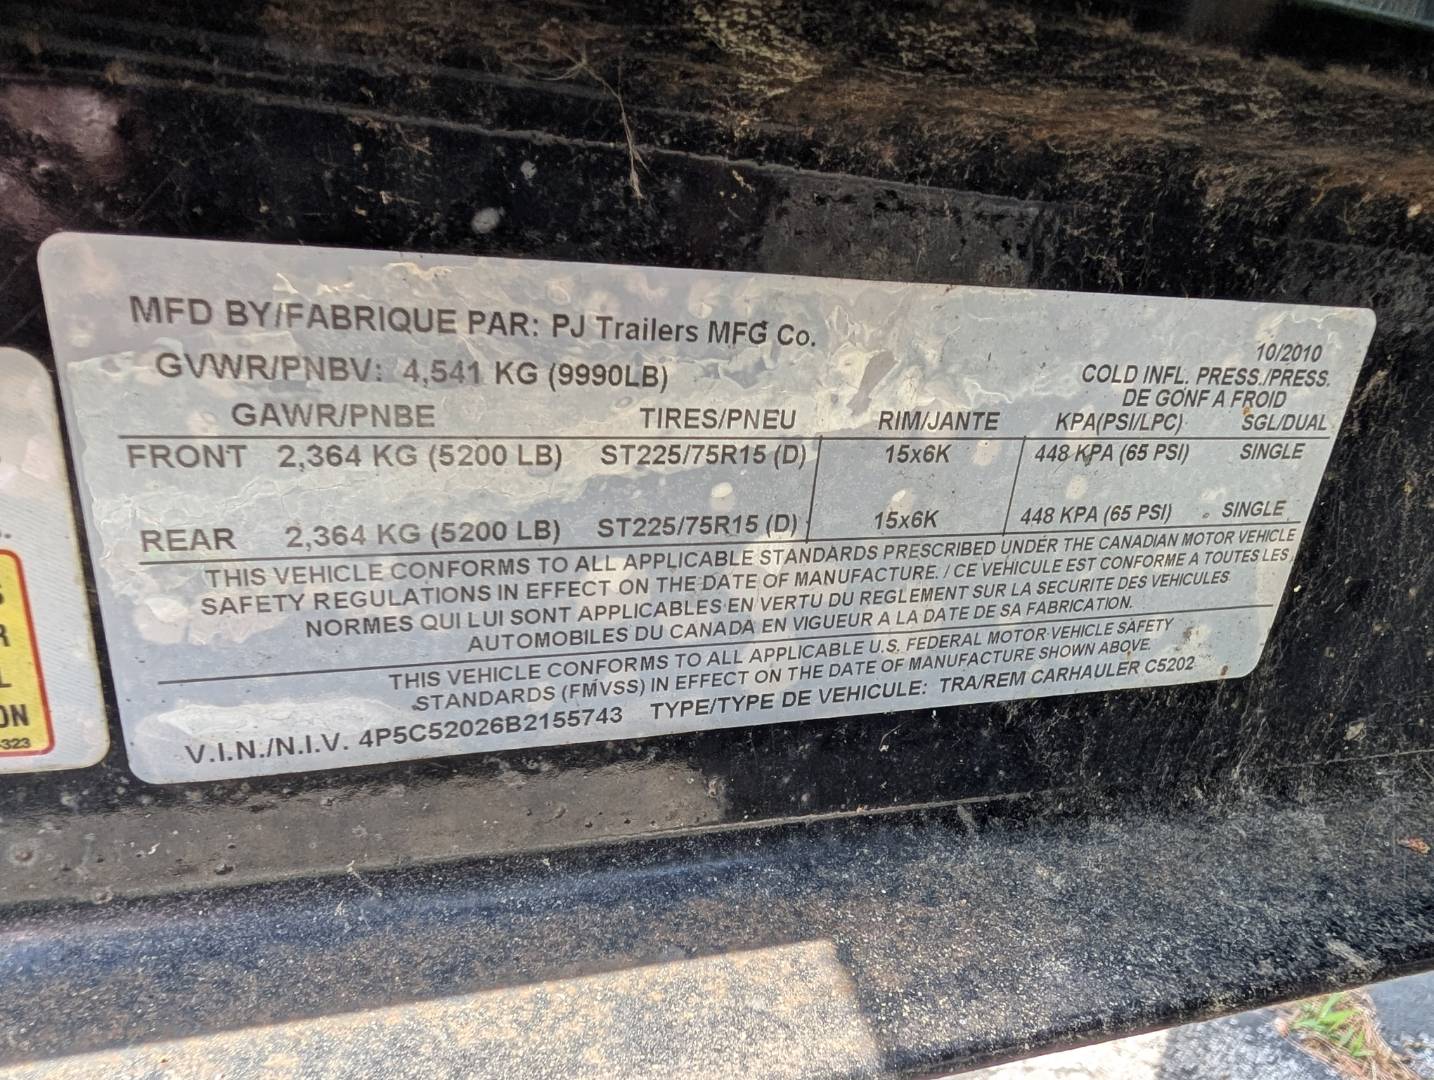 MFD BY/FABRIQUE PAR: PJ Trailers MFG Co.
10/2010
GVWR/PNBV: 4,541 KG (9990LB)
COLD INFL. PRESS./PRESS.
DE GONF A FROID
GAWR/PNBE TIRES/PNEU RIM/JANTE KPA(PSI/LPC) SGL/DUAL
FRONT 2,364 KG (5200 LB) ST225/75R15 (D) 15x6K 448 KPA (65 PSI) SINGLE
REAR 2,364 KG (5200 LB) ST225/75R15 (D) 15x6K 448 KPA (65 PSI) SINGLE
THIS VEHICLE CONFORMS TO ALL APPLICABLE STANDARDS PRESCRIBED UNDER THE CANADIAN MOTOR VEHICLE
SAFETY REGULATIONS IN EFFECT ON THE DATE OF MANUFACTURE. / CE VEHICULE EST CONFORME A TOUTES LES
NORMES QUI LUI SONT APPLICABLES EN VERTU DU REGLEMENT SUR LA SECURITE DES VEHICULES
AUTOMOBILES DU CANADA EN VIGUEUR A LA DATE DE SA FABRICATION.
THIS VEHICLE CONFORMS TO ALL APPLICABLE U.S. FEDERAL MOTOR VEHICLE SAFETY
STANDARDS (FMVSS) IN EFFECT ON THE DATE OF MANUFACTURE SHOWN ABOVE.
V.I.N./N.I.V. 4P5C52026B2155743 TYPE/TYPE DE VEHICULE: TRA/REM CARHAULER C5202
ON
323